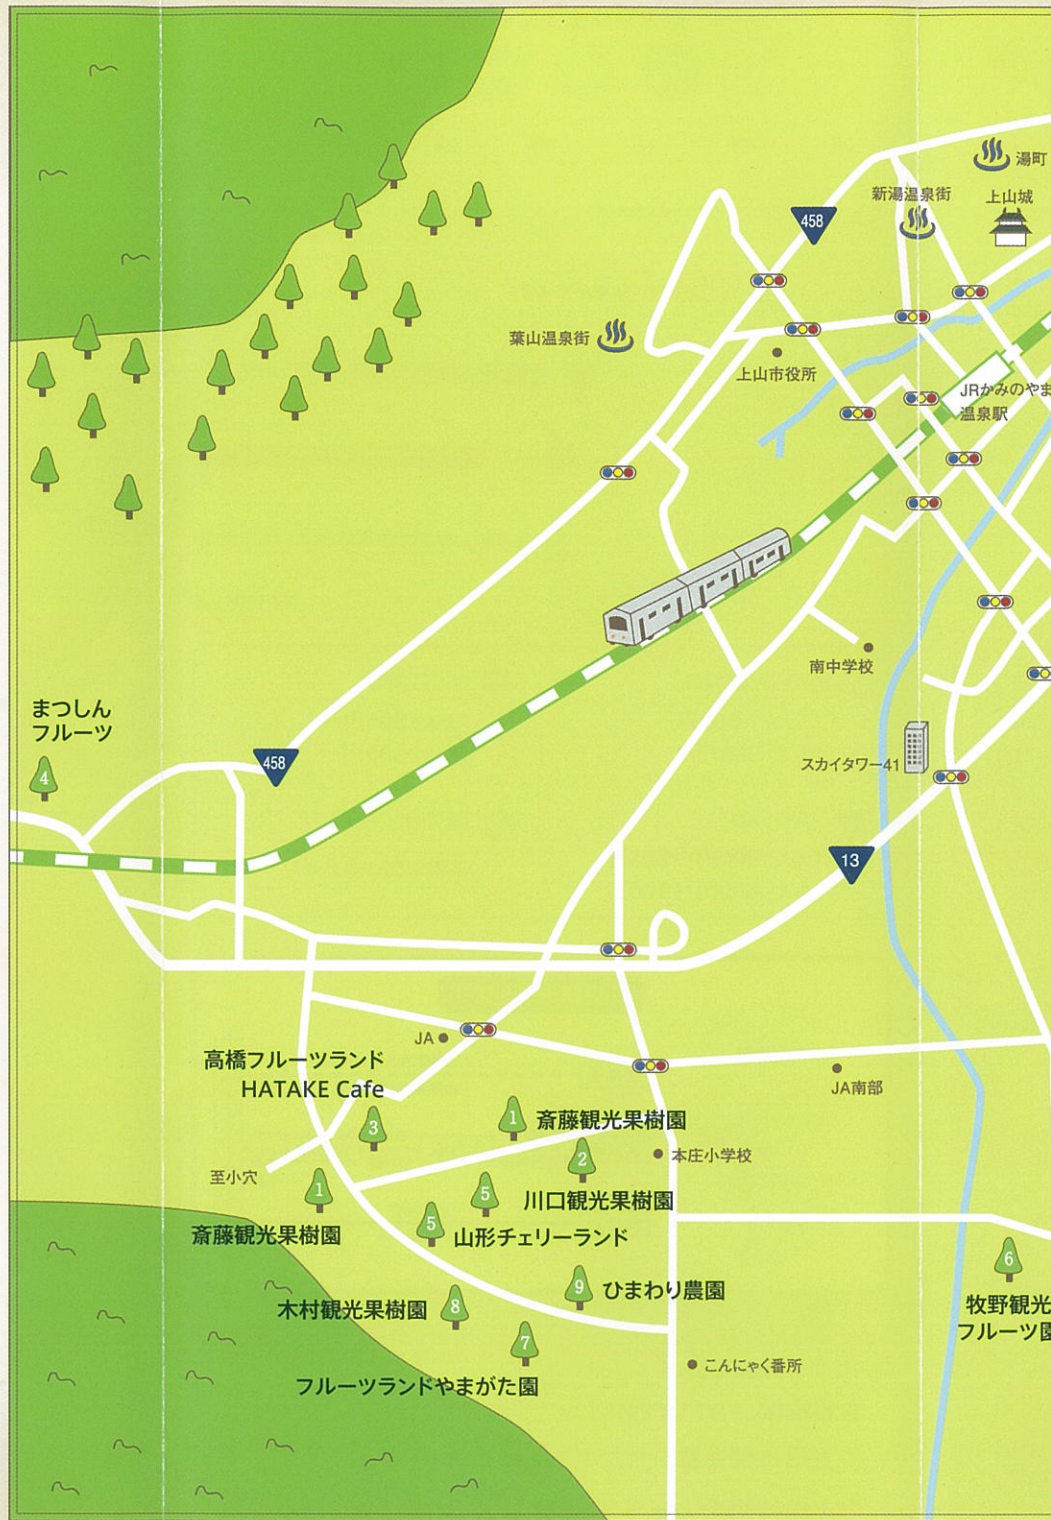 湯町
新湯温泉街
上山城
458
葉山温泉街
上山市役所
JRかみのやま
温泉駅
南中学校
まつしん
フルーツ
4
458
スカイタワー41
13
JA
高橋フルーツランド
HATAKE Cafe
3
JA南部
1
斎藤観光果樹園
2
本庄小学校
至小穴
1
斎藤観光果樹園
5
川口観光果樹園
5
山形チェリーランド
6
牧野観光
フルーツ園
9
ひまわり農園
木村観光果樹園
8
7
フルーツランドやまがた園
こんにゃく番所